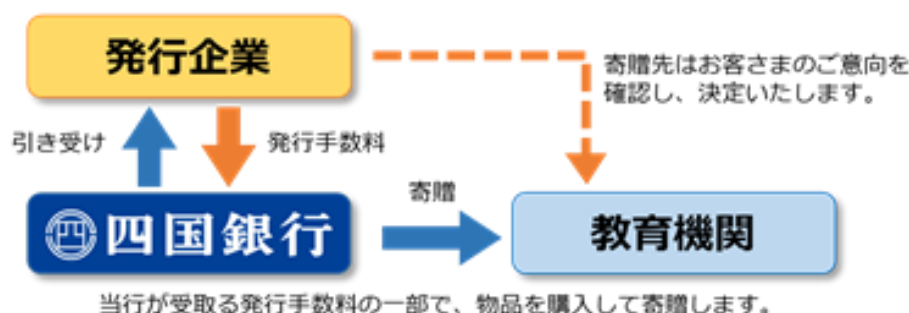 発行企業
寄贈先はお客さまのご意向を
確認し、決定いたします。
引き受け
発行手数料
四国銀行
寄贈
教育機関
当行が受取る発行手数料の一部で、物品を購入して寄贈します。